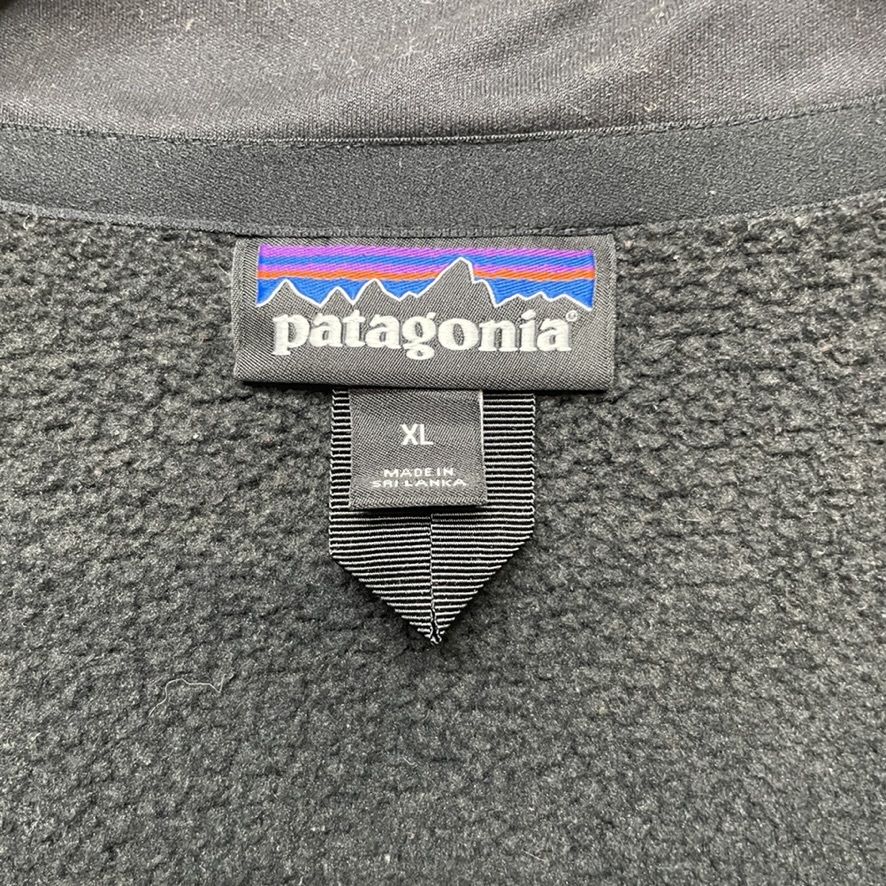 patagonia®
XL
MADE IN
SRI LANKA